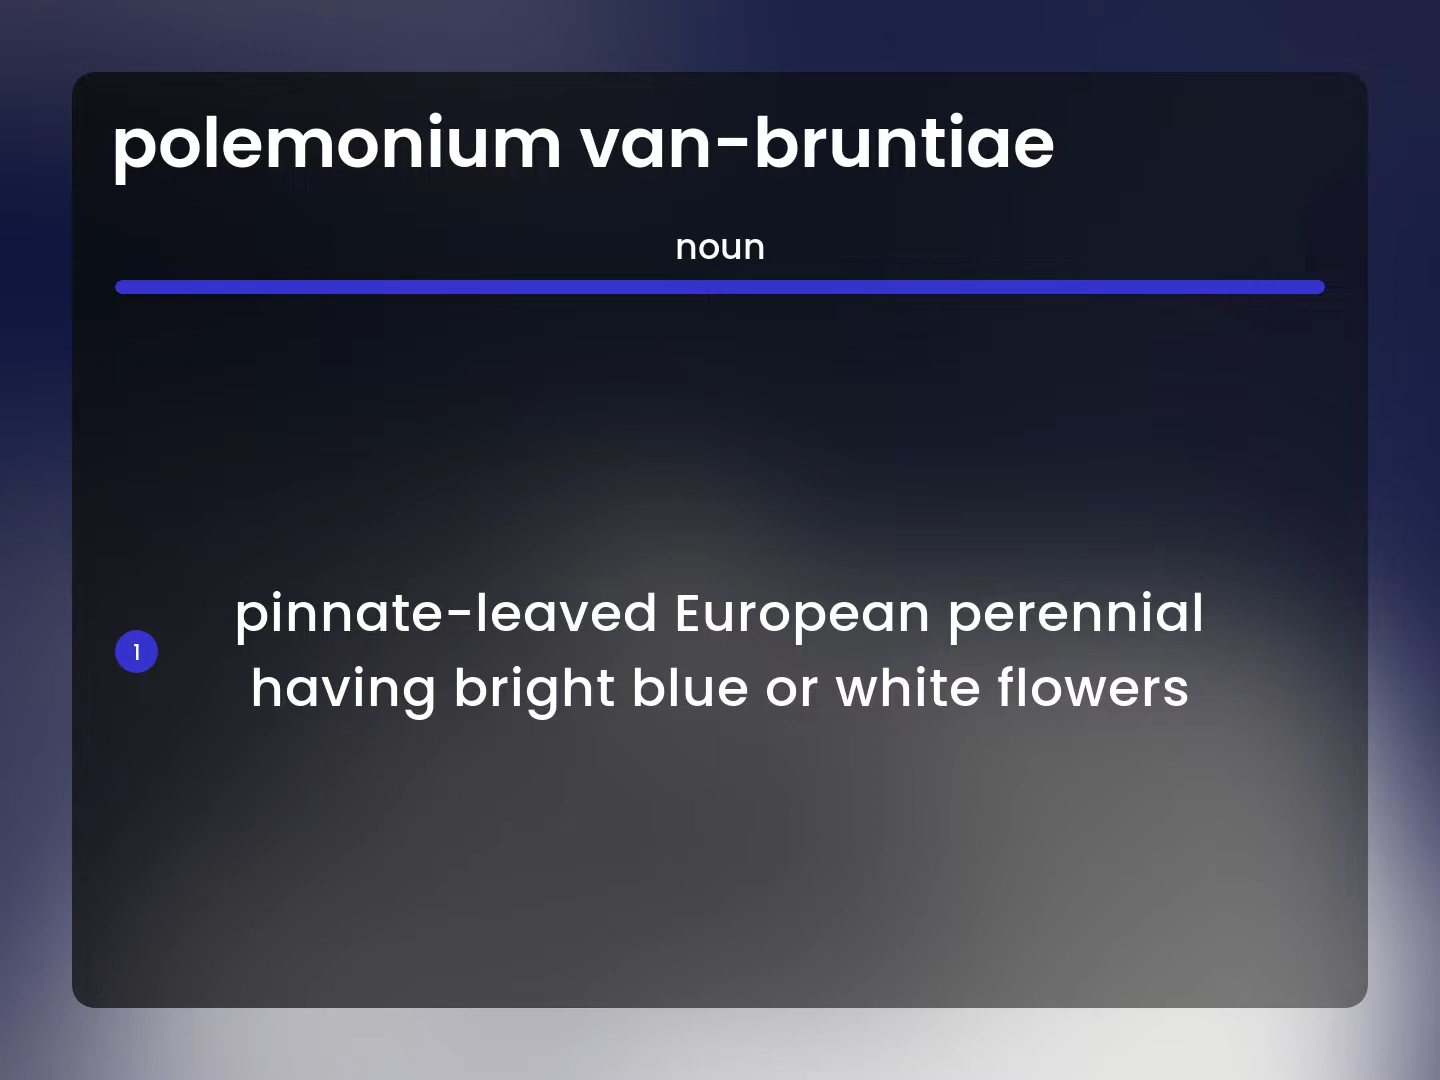 polemonium van-bruntiae
noun
1
pinnate-leaved European perennial
having bright blue or white flowers